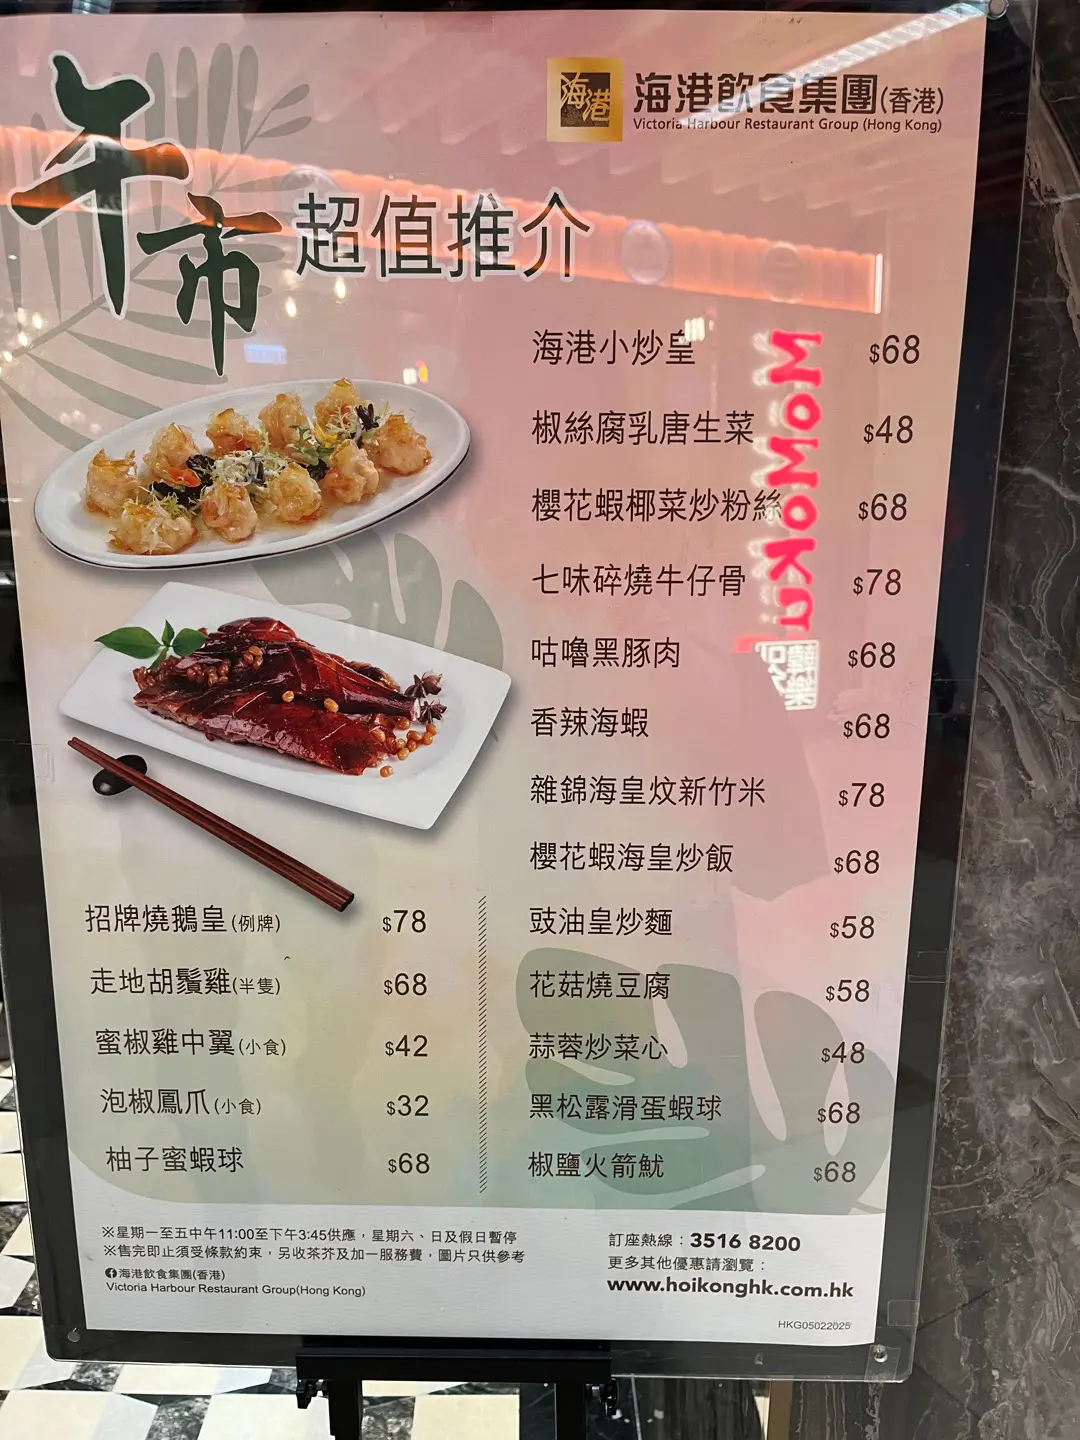 海港
海港飲食集團(香港)
Victoria Harbour Restaurant Group (Hong Kong)
午市
超值推介
海港小炒皇 $68
椒絲腐乳唐生菜 $48
櫻花蝦椰菜炒粉絲 $68
七味碎燒牛仔骨 $78
咕嚕黑豚肉 $68
香辣海蝦 $68
雜錦海皇炆新竹米 $78
櫻花蝦海皇炒飯 $68
豉油皇炒麵 $58
花菇燒豆腐 $58
蒜蓉炒菜心 $48
黑松露滑蛋蝦球 $68
椒鹽火箭魷 $68
招牌燒鵝皇(例牌) $78
走地胡鬚雞(半隻) $68
蜜椒雞中翼(小食) $42
泡椒鳳爪(小食) $32
柚子蜜蝦球 $68
MoMoKu
※星期一至五中午11:00至下午3:45供應，星期六、日及假日暫停
※售完即止須受條款約束，另收茶芥及加一服務費，圖片只供參考
海港飲食集團(香港)
Victoria Harbour Restaurant Group(Hong Kong)
訂座熱線：3516 8200
更多其他優惠請瀏覽：
www.hoikonghk.com.hk
HKG05022025